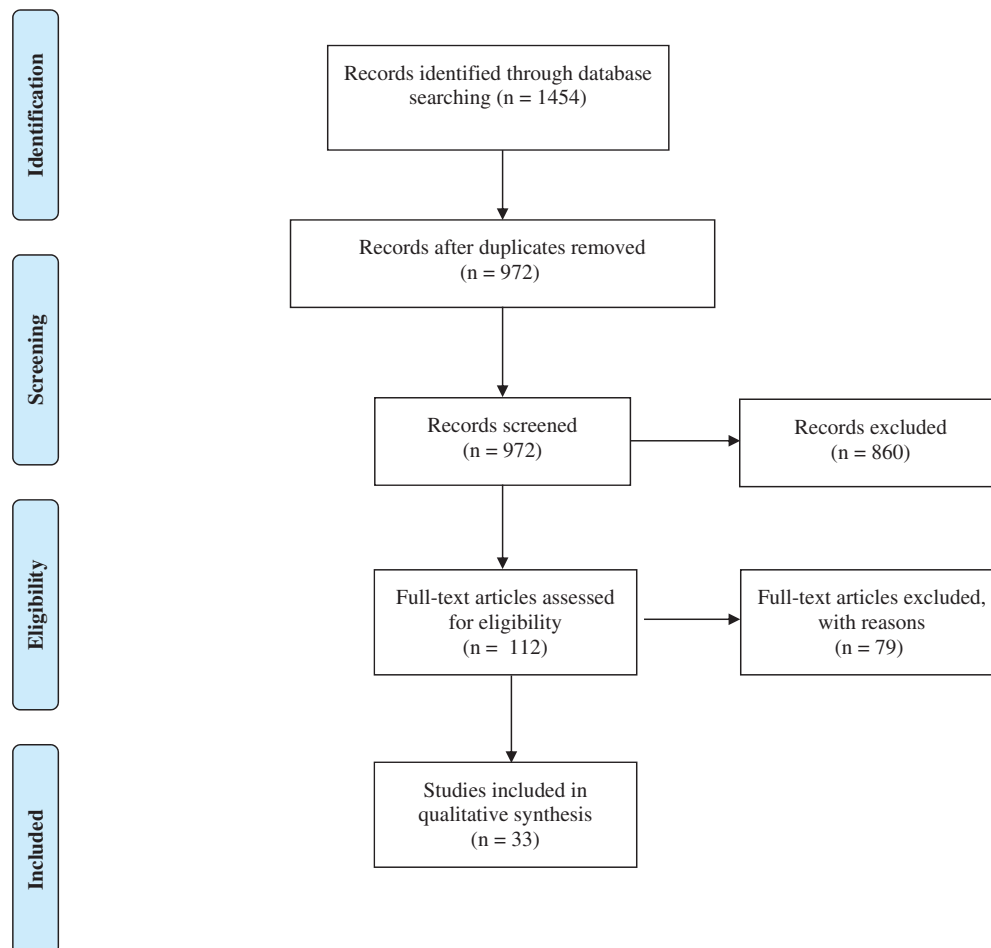 Identification
Records identified through database
searching (n = 1454)
Records after duplicates removed
(n = 972)
Screening
Records screened
(n = 972)
Records excluded
(n = 860)
Eligibility
Full-text articles assessed
for eligibility
(n =  112)
Full-text articles excluded,
with reasons
(n = 79)
Included
Studies included in
qualitative synthesis
(n = 33)